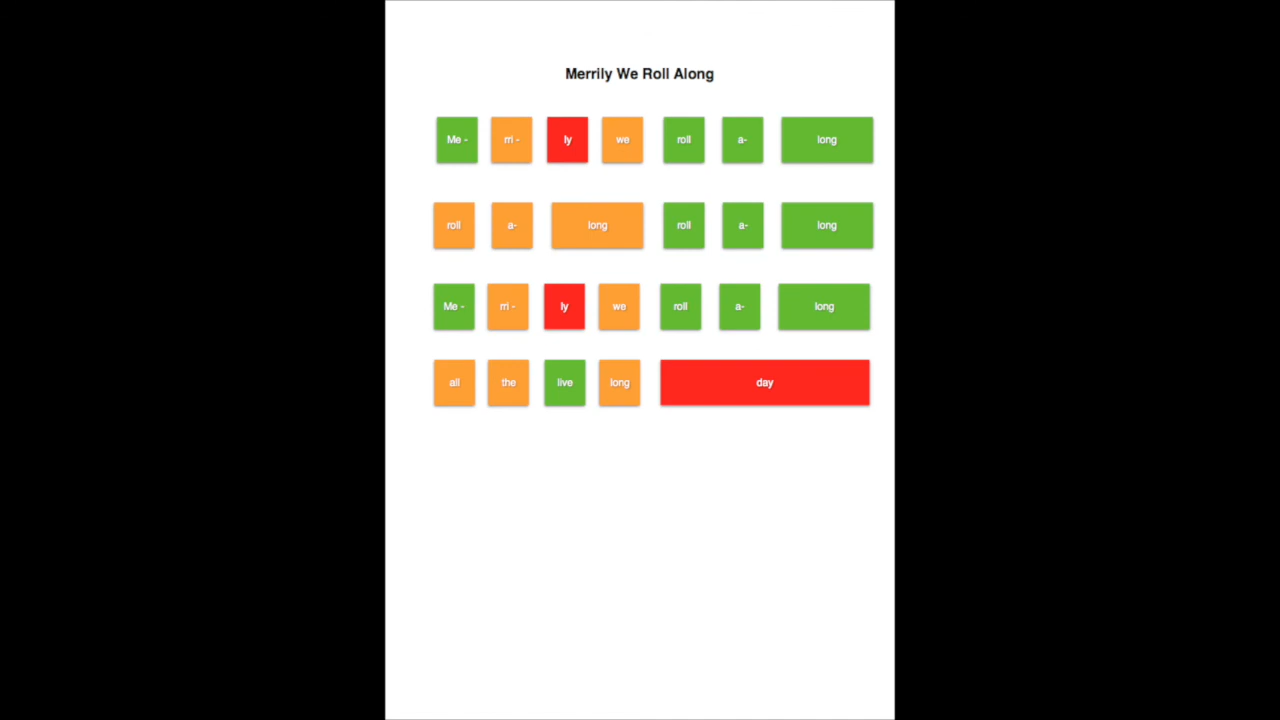 Merrily We Roll Along
Me - rri - ly we roll a- long
roll a- long roll a- long
Me - rri - ly we roll a- long
all the live long day